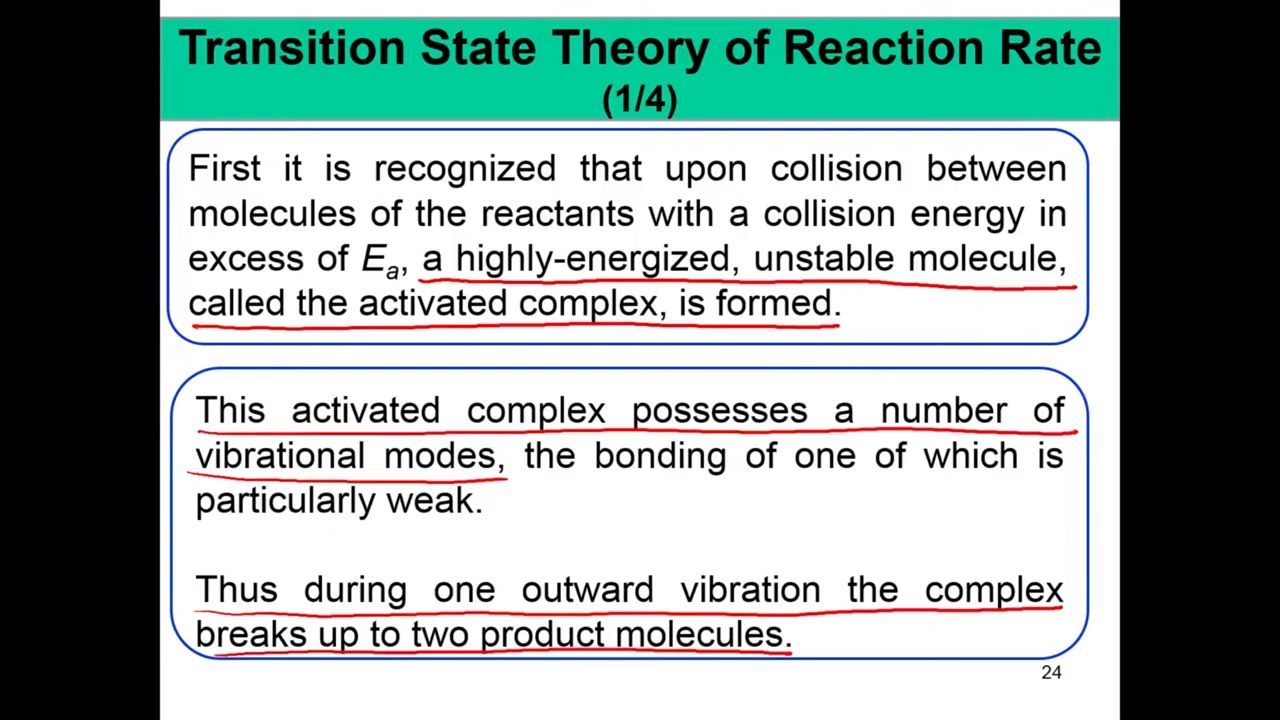 Transition State Theory of Reaction Rate
(1/4)
First it is recognized that upon collision between
molecules of the reactants with a collision energy in
excess of Ea, a highly-energized, unstable molecule,
called the activated complex, is formed.
This activated complex possesses a number of
vibrational modes, the bonding of one of which is
particularly weak.
Thus during one outward vibration the complex
breaks up to two product molecules.
24